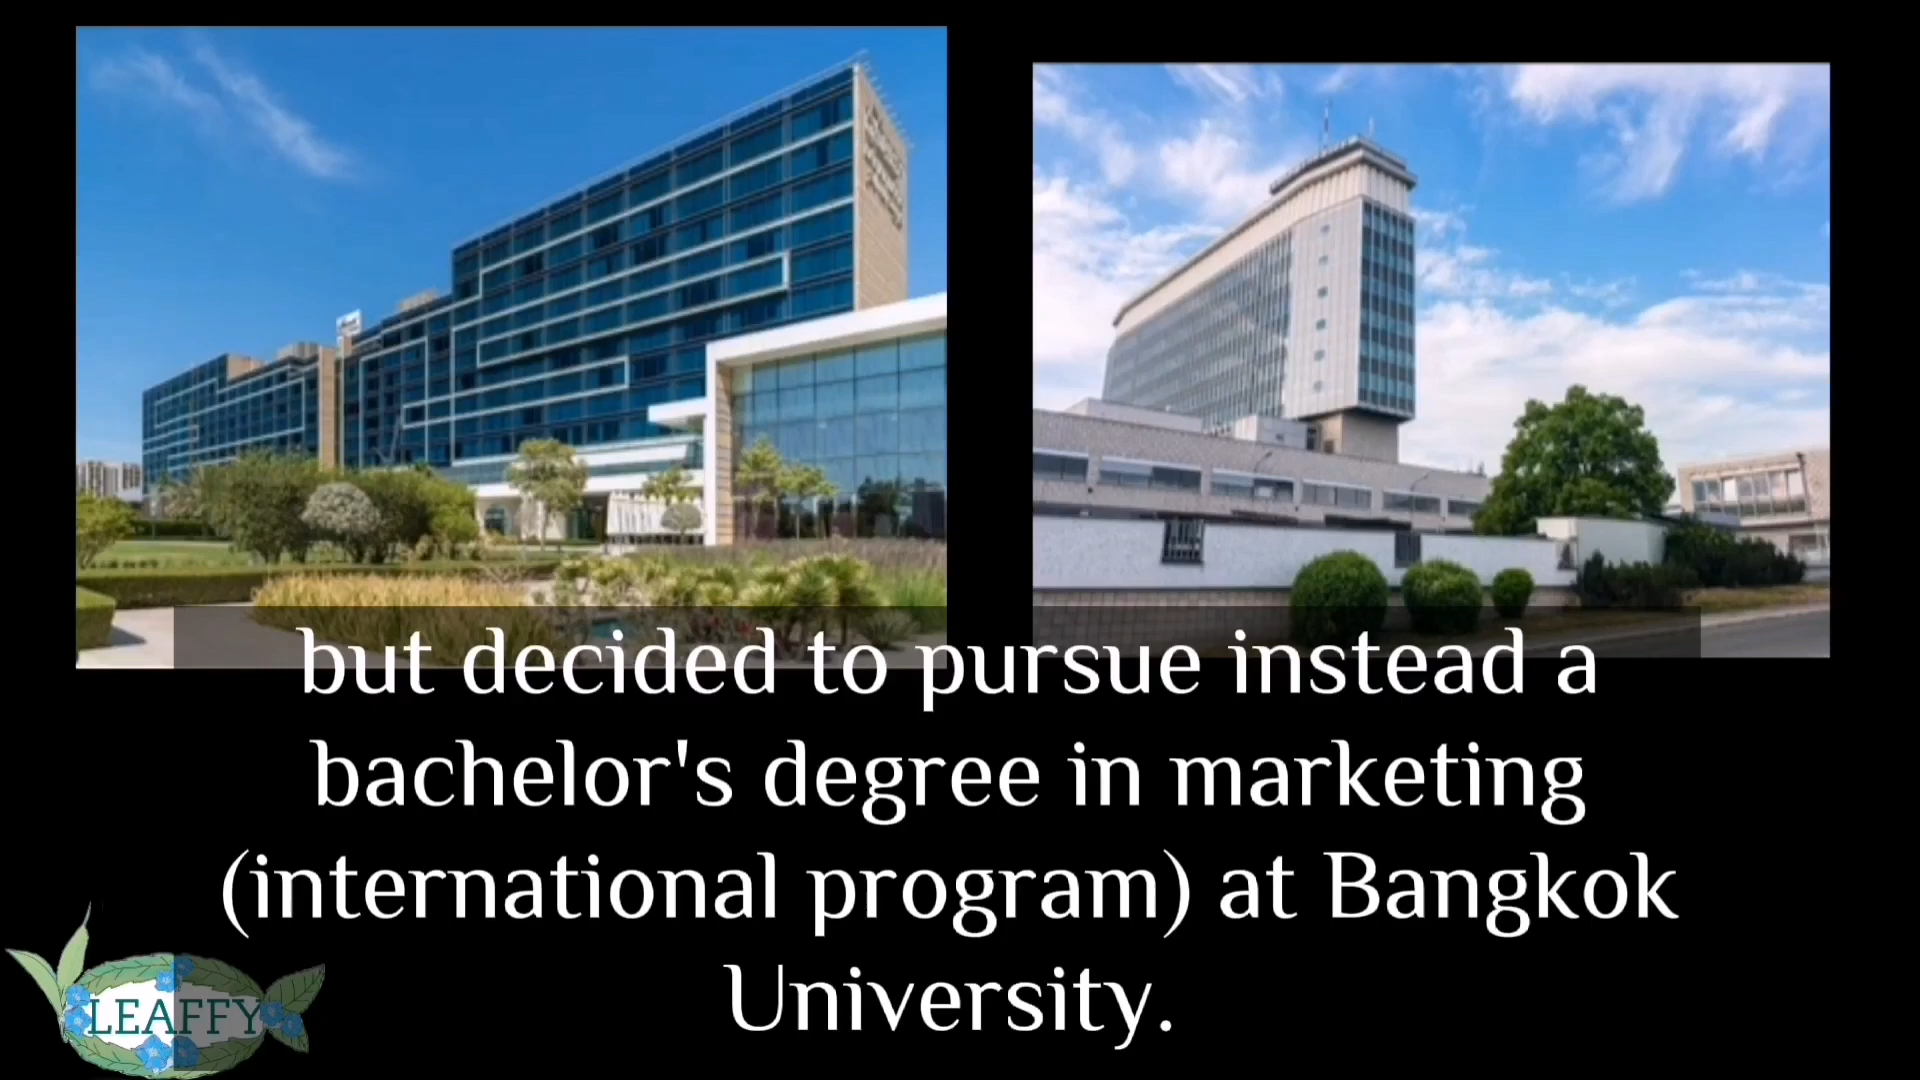 but decided to pursue instead a
bachelor's degree in marketing
(international program) at Bangkok
University.
LEAFFY